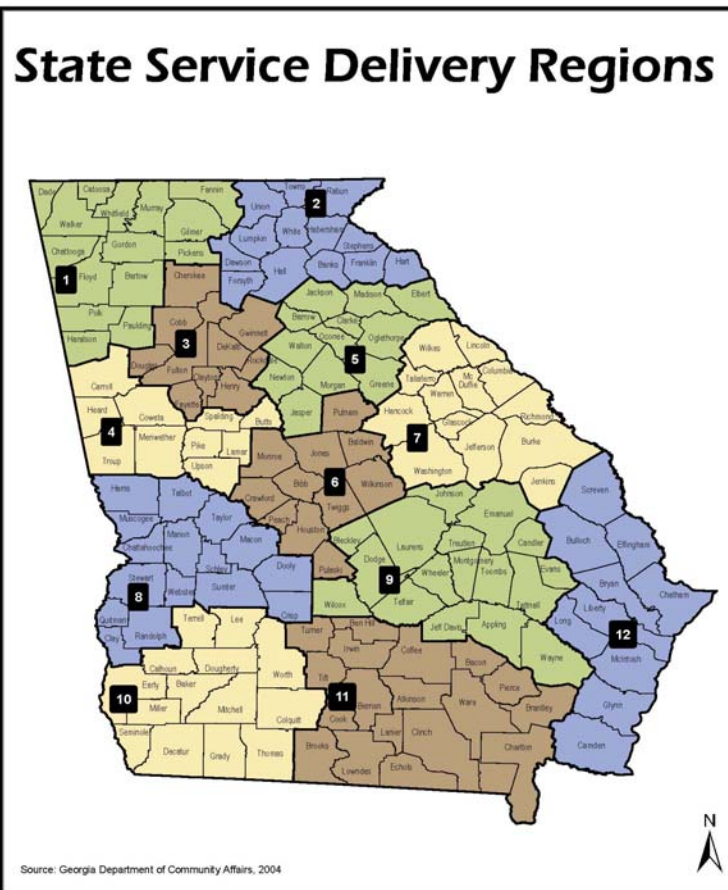 State Service Delivery Regions
Dade
Catoosa
Fannin
Whitfield
Murray
Walker
Gilmer
Chattooga
Gordon
Pickens
1
Floyd
Bartow
Polk
Paulding
Haralson
Towns
Rabun
2
Union
White
Habersham
Lumpkin
Stephens
Dawson
Hall
Banks
Franklin
Hart
Forsyth
Cherokee
Cobb
Gwinnett
3
DeKalb
Rockdale
Douglas
Fulton
Clayton
Henry
Fayette
Carroll
Heard
Coweta
Spalding
Butts
4
Meriwether
Pike
Lamar
Troup
Upson
Jackson
Madison
Elbert
Barrow
Clarke
Oconee
Oglethorpe
Walton
5
Newton
Morgan
Greene
Jasper
Putnam
Baldwin
Monroe
Jones
6
Bibb
Wilkinson
Crawford
Twiggs
Peach
Houston
Pulaski
Wilkes
Lincoln
Taliaferro
Mc
Duffie
Columbia
Warren
Hancock
Glascock
Richmond
7
Jefferson
Burke
Washington
Jenkins
Harris
Talbot
Muscogee
Taylor
Marion
Macon
Chattahoochee
Schley
Dooly
Stewart
8
Webster
Sumter
Quitman
Crisp
Clay
Randolph
Johnson
Emanuel
Bleckley
Laurens
Treutlen
Candler
Dodge
Montgomery
9
Wheeler
Toombs
Evans
Telfair
Tattnall
Wilcox
Jeff Davis
Appling
Wayne
Terrell
Lee
Calhoun
Dougherty
Worth
10
Early
Baker
Miller
Mitchell
Colquitt
Seminole
Decatur
Grady
Thomas
Turner
Ben Hill
Irwin
Coffee
Bacon
Tift
11
Pierce
Atkinson
Ware
Berrien
Brantley
Cook
Lanier
Clinch
Brooks
Charlton
Lowndes
Echols
Screven
Bulloch
Effingham
Bryan
Chatham
Liberty
Long
12
McIntosh
Glynn
Camden
N
Source: Georgia Department of Community Affairs, 2004